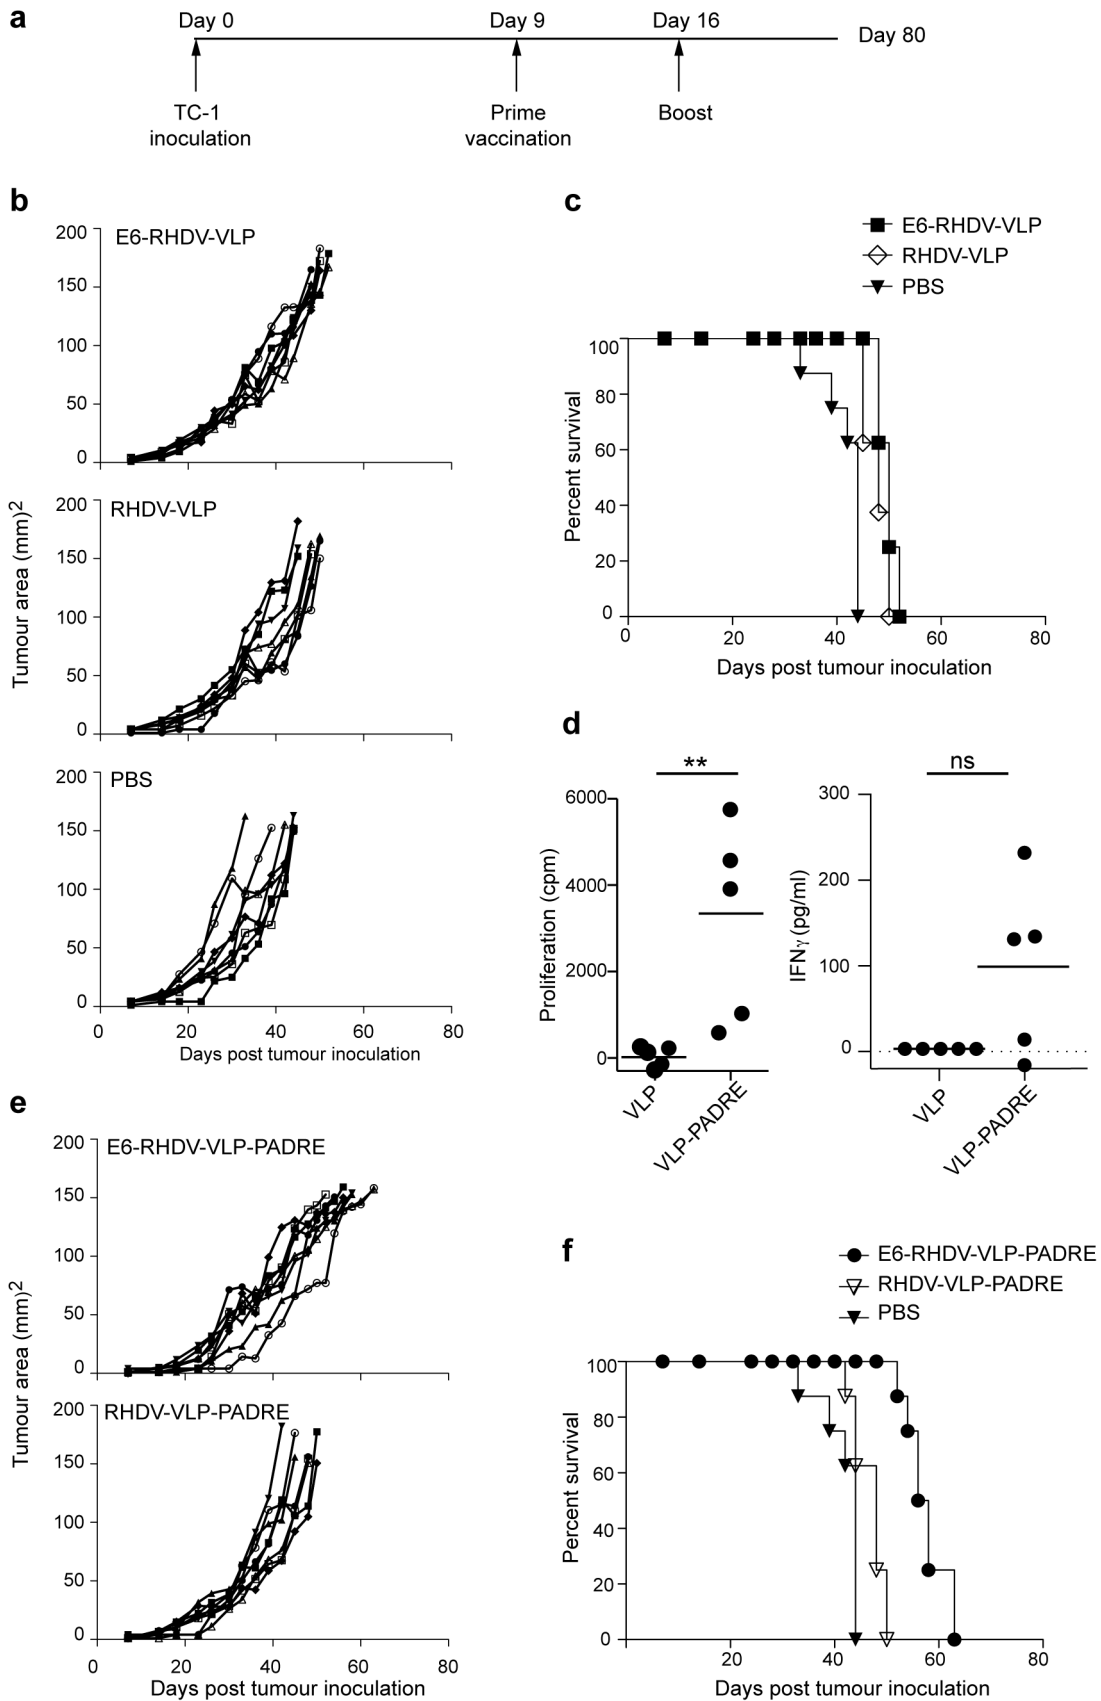 a
Day 0
Day 9
Day 16
Day 80
TC-1
inoculation
Prime
vaccination
Boost
b
200
E6-RHDV-VLP
150
100
50
0
200
RHDV-VLP
150
100
50
0
200
PBS
150
100
50
0
0
20
40
60
80
Days post tumour inoculation
Tumour area (mm)2
c
E6-RHDV-VLP
RHDV-VLP
PBS
100
80
60
40
20
0
0
20
40
60
80
Percent survival
Days post tumour inoculation
d
**
6000
4000
2000
0
Proliferation (cpm)
VLP
VLP-PADRE
ns
300
200
100
0
IFNγ (pg/ml)
VLP
VLP-PADRE
e
200
E6-RHDV-VLP-PADRE
150
100
50
0
200
RHDV-VLP-PADRE
150
100
50
0
0
20
40
60
80
Tumour area (mm)2
Days post tumour inoculation
f
E6-RHDV-VLP-PADRE
RHDV-VLP-PADRE
PBS
100
80
60
40
20
0
20
40
60
80
Percent survival
Days post tumour inoculation